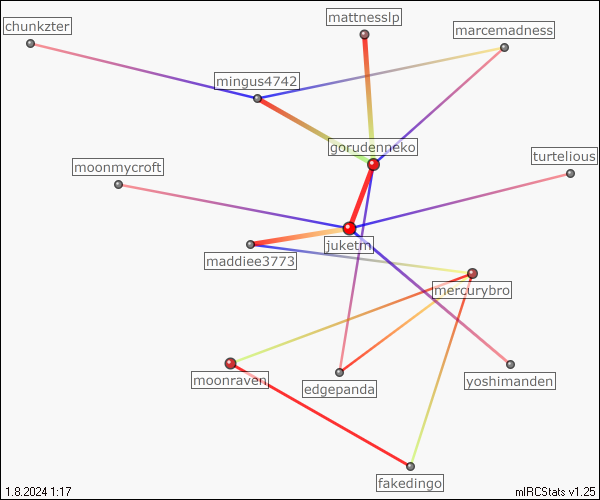 mattnesslp
chunkzter
marcemadness
mingus4742
gorudenneko
turtelious
moonmycroft
juketm
maddiee3773
mercurybro
moonraven
edgepanda
yoshimanden
fakedingo
1.8.2024 1:17
mIRCStats v1.25